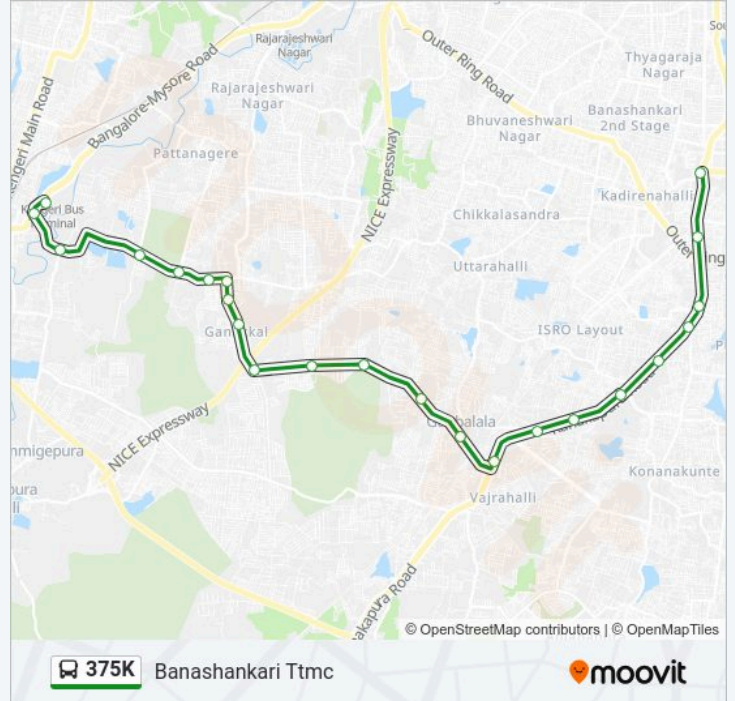 Rajarajeshwari
Nagar
Outer Ring Road
Thyagaraja
Nagar
Bangalore-Mysore Road
Rajarajeshwari
Nagar
Banashankari
2nd Stage
Bhuvaneshwari
Nagar
Pattanagere
NICE Expressway
Kadirenahalli
Chikkalasandra
Uttarahalli
ISRO Layout
NICE Expressway
Konanakunte
Vajrahalli
© OpenStreetMap contributors | © OpenMapTiles
375K Banashankari Ttmc
moovit